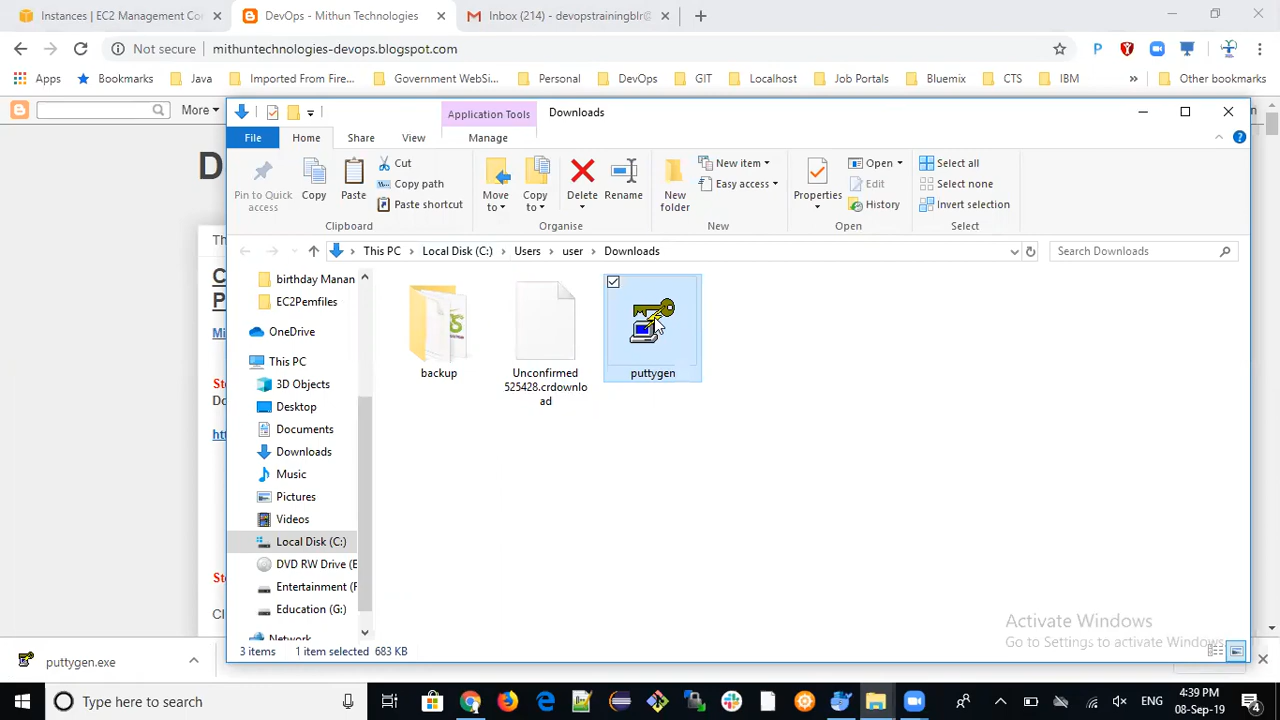 Instances | EC2 Management Co
DevOps - Mithun Technologies
Inbox (214) - devopstrainingblr@
Not secure
mithuntechnologies-devops.blogspot.com
Apps
Bookmarks
Java
Imported From Fire...
Government WebSi...
Personal
DevOps
GIT
Localhost
Job Portals
Bluemix
CTS
IBM
Other bookmarks
More
Application Tools
Downloads
File
Home
Share
View
Manage
Pin to Quick access
Copy
Paste
Cut
Copy path
Paste shortcut
Clipboard
Move to
Copy to
Delete
Rename
Organise
New folder
New item
Easy access
New
Properties
Open
Edit
History
Open
Select all
Select none
Invert selection
Select
This PC
Local Disk (C:)
Users
user
Downloads
Search Downloads
birthday Manan
EC2Pemfiles
OneDrive
This PC
3D Objects
Desktop
Documents
Downloads
Music
Pictures
Videos
Local Disk (C:)
DVD RW Drive (E
Entertainment (F
Education (G:)
Network
backup
Unconfirmed
525428.crdownlo
ad
puttygen
3 items
1 item selected
683 KB
Activate Windows
Go to Settings to activate Windows.
puttygen.exe
Type here to search
ENG
4:39 PM
08-Sep-19
4